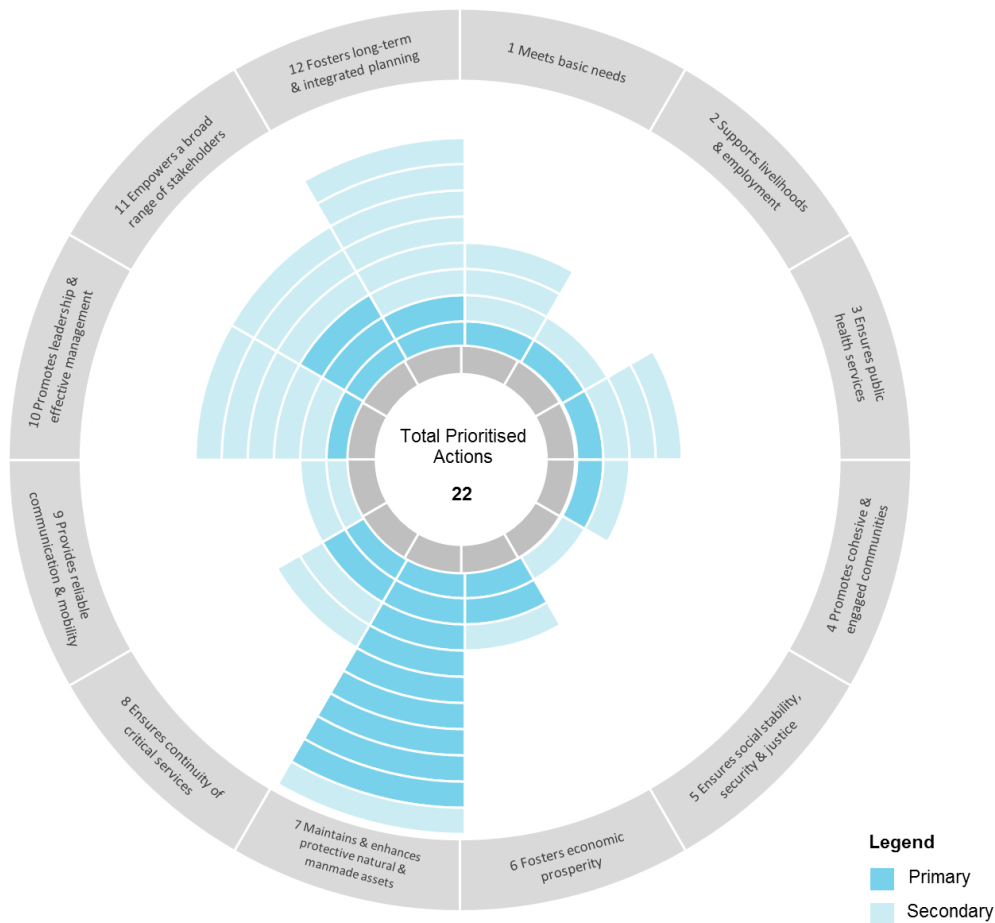 1 Meets basic needs
2 Supports livelihoods
& employment
3 Ensures public
health services
4 Promotes cohesive &
engaged communities
5 Ensures social stability,
security & justice
6 Fosters economic
prosperity
7 Maintains & enhances
protective natural &
manmade assets
8 Ensures continuity of
critical services
9 Provides reliable
communication & mobility
10 Promotes leadership &
effective management
11 Empowers a broad
range of stakeholders
12 Fosters long-term
& integrated planning
Total Prioritised
Actions
22
Legend
Primary
Secondary